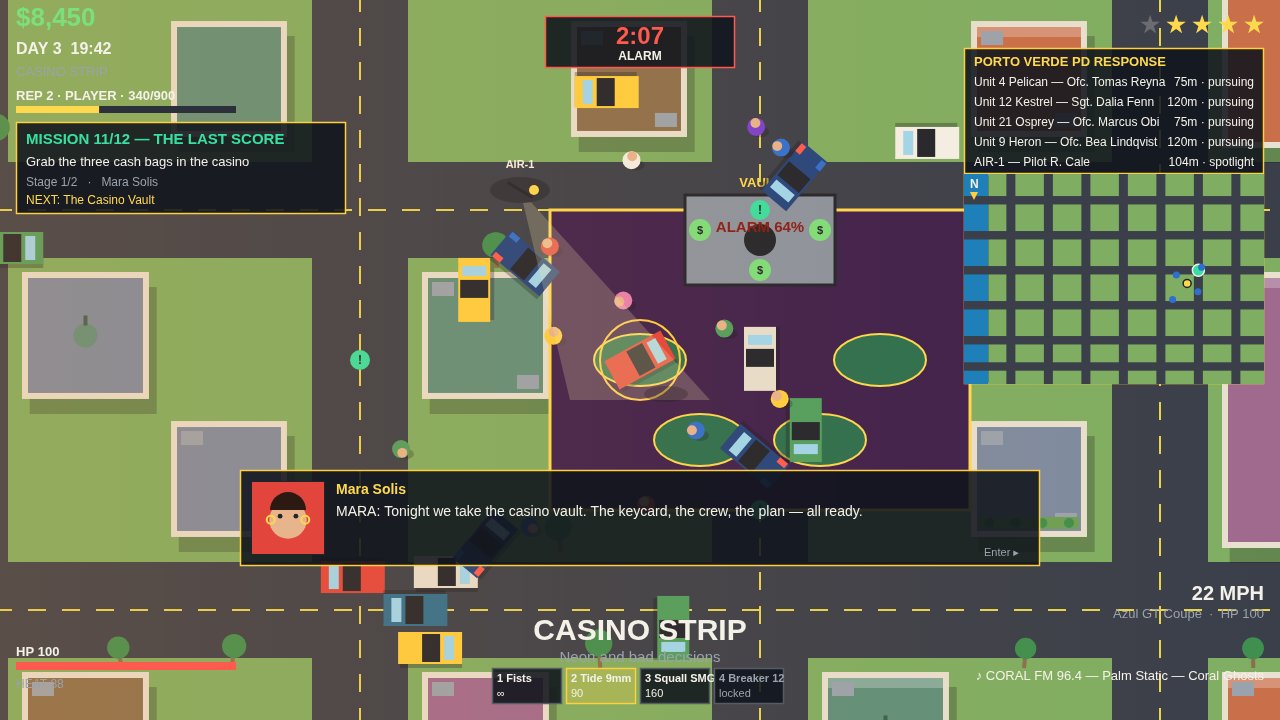 $8,450
DAY 3 19:42
CASINO STRIP
REP 2 · PLAYER · 340/900
MISSION 11/12 — THE LAST SCORE
Grab the three cash bags in the casino
Stage 1/2 · Mara Solis
NEXT: The Casino Vault
2:07
ALARM
★★★★★
PORTO VERDE PD RESPONSE
Unit 4 Pelican — Ofc. Tomas Reyna 75m · pursuing
Unit 12 Kestrel — Sgt. Dalia Fenn 120m · pursuing
Unit 21 Osprey — Ofc. Marcus Obi 75m · pursuing
Unit 9 Heron — Ofc. Bea Lindqvist 120m · pursuing
AIR-1 — Pilot R. Cale 104m · spotlight
N
AIR-1
!
$ ALARM 64% $
$
!
Mara Solis
MARA: Tonight we take the casino vault. The keycard, the crew, the plan — all ready.
Enter ▸
22 MPH
Azul GT Coupe · HP 100
CASINO STRIP
Neon and bad decisions
HP 100
HEAT 68
1 Fists
∞
2 Tide 9mm
90
3 Squall SMG
160
4 Breaker 12
locked
♪ CORAL FM 96.4 — Palm Static — Coral Ghosts